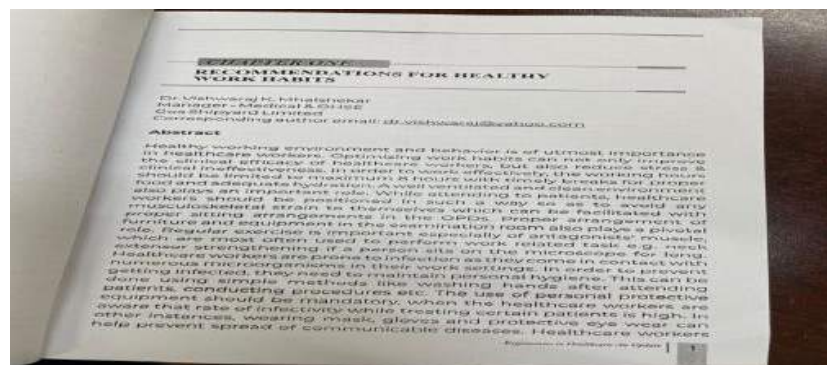 CHAPTER ONE
RECOMMENDATIONS FOR HEALTHY
WORK HABITS
Dr Vishwaraj K. Mhalshekar
Manager - Medical & OHSE
Goa Shipyard Limited
Corresponding author email: dr.vishwaraj@yahoo.com
Abstract
Healthy working environment and behavior is of utmost importance
in healthcare workers. Optimising work habits can not only improve
the clinical efficacy of healthcare workers, but also reduce stress &
clinical ineffectiveness. In order to work effectively, the working hours
should be limited to maximum 8 hours with timely breaks for proper
food and adequate hydration. A well ventilated and clean environment
also plays an important role. While attending to patients, healthcare
workers should be positioned in such a way so as to avoid any
musculoskeletal strain to themselves which can be facilitated with
proper sitting arrangements in the OPDs. Proper arrangement of
furniture and equipment in the examination room also plays a pivotal
role. Regular exercise is important especially of antagonists' muscle,
which are most often used to perform work related task e.g. neck
extensor strengthening if a person sits on the microscope for long.
Healthcare workers are prone to infection as they come in contact with
numerous microorganisms in their work settings. In order to prevent
getting infected, they need to maintain personal hygiene. This can be
done using simple methods like washing hands after attending
patients, conducting procedures etc. The use of personal protective
equipment should be mandatory, when the healthcare workers are
aware that rate of infectivity while treating certain patients is high. In
other instances, wearing mask, gloves and protective eye wear can
help prevent spread of communicable diseases. Healthcare workers
1